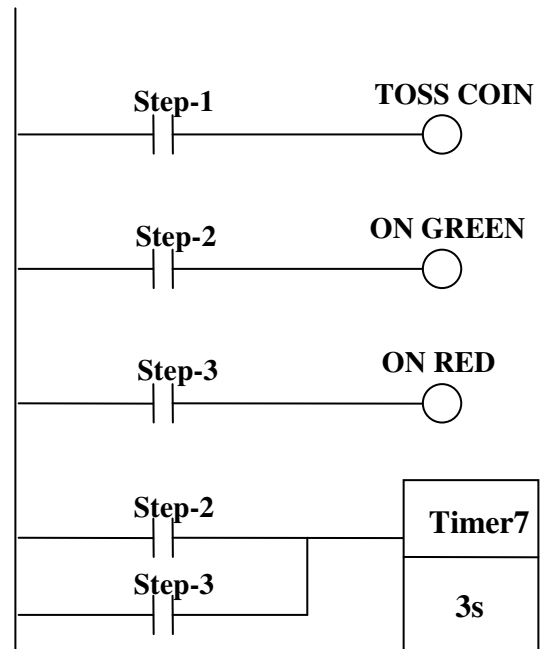 Step-1
TOSS COIN
Step-2
ON GREEN
Step-3
ON RED
Step-2
Timer7
Step-3
3s